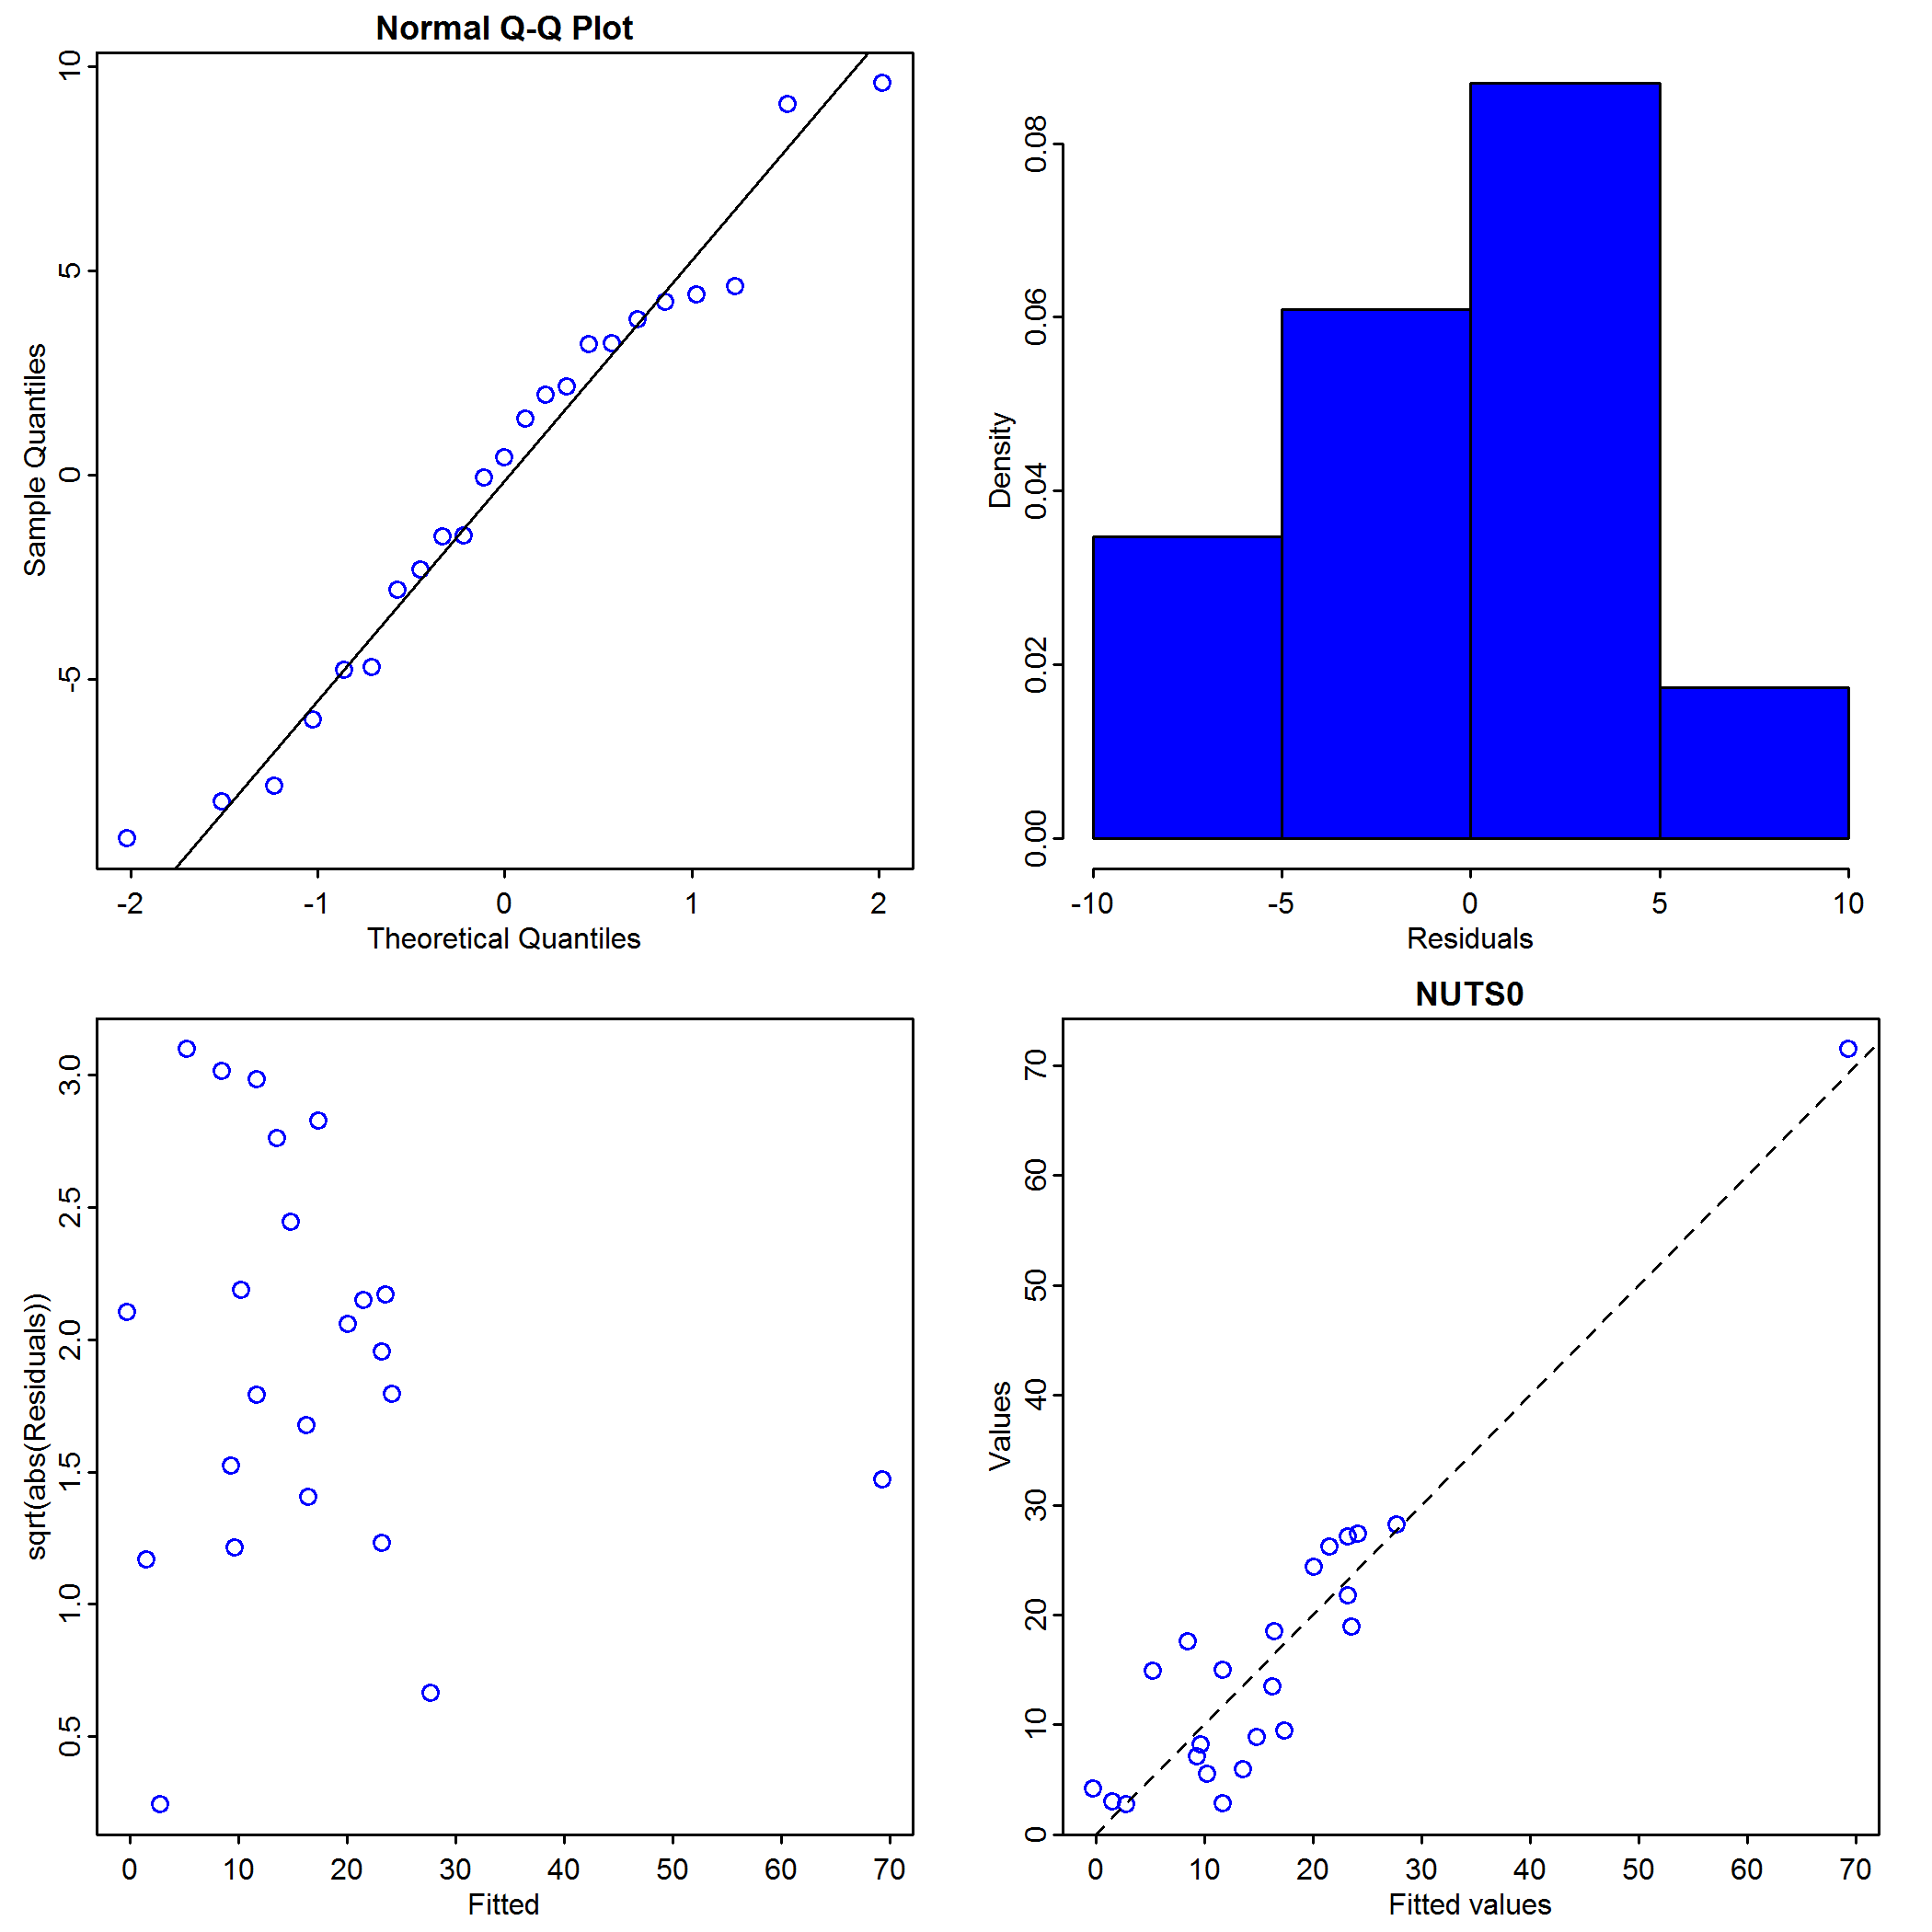 Normal Q-Q Plot
10
5
0
-5
Sample Quantiles
-2 -1 0 1 2
Theoretical Quantiles
0.08
0.06
0.04
0.02
0.00
Density
-10 -5 0 5 10
Residuals
3.0
2.5
2.0
1.5
1.0
0.5
sqrt(abs(Residuals))
0 10 20 30 40 50 60 70
Fitted
NUTS0
70
60
50
40
30
20
10
0
Values
0 10 20 30 40 50 60 70
Fitted values